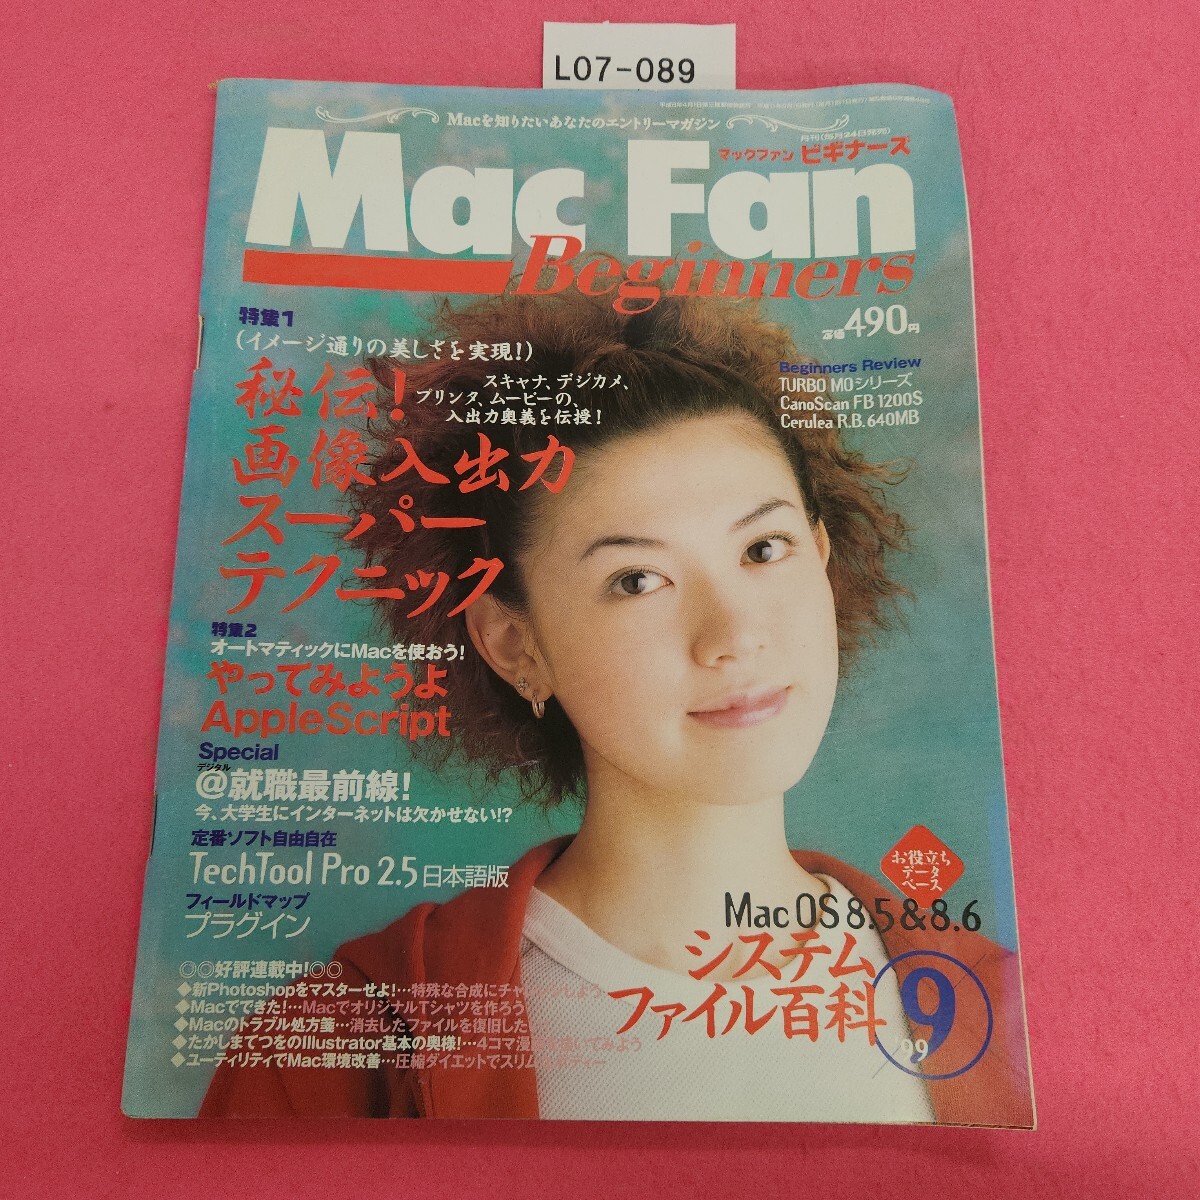 L07-089
Macを知りたいあなたのエントリーマガジン
月刊(毎月24日発売)
マックファン ビギナーズ
Mac Fan
Beginners
定価490円
特集1
(イメージ通りの美しさを実現!)
秘伝!
スキャナ、デジカメ、
プリンタ、ムービーの、
入出力奥義を伝授!
画像入出力
スーパー
テクニック
Beginners Review
TURBO MOシリーズ
CanoScan FB 1200S
Cerulea R.B. 640MB
特集2
オートマティックにMacを使おう!
やってみようよ
AppleScript
Special
デジタル
@就職最前線!
今、大学生にインターネットは欠かせない!?
定番ソフト自由自在
TechTool Pro 2.5 日本語版
フィールドマップ
プラグイン
お役立ち
データ
ベース
Mac OS 8.5&8.6
システム
ファイル百科
9
'99
◎◎好評連載中!◎◎
◆新Photoshopをマスターせよ!…特殊な合成にチャレンジしよう
◆Macでできた!…MacでオリジナルTシャツを作ろう
◆Macのトラブル処方箋…消去したファイルを復旧した
◆たかしまてつをのIllustrator基本の奥様!…4コマ漫画を描いてみよう
◆ユーティリティでMac環境改善…圧縮ダイエットでスリム